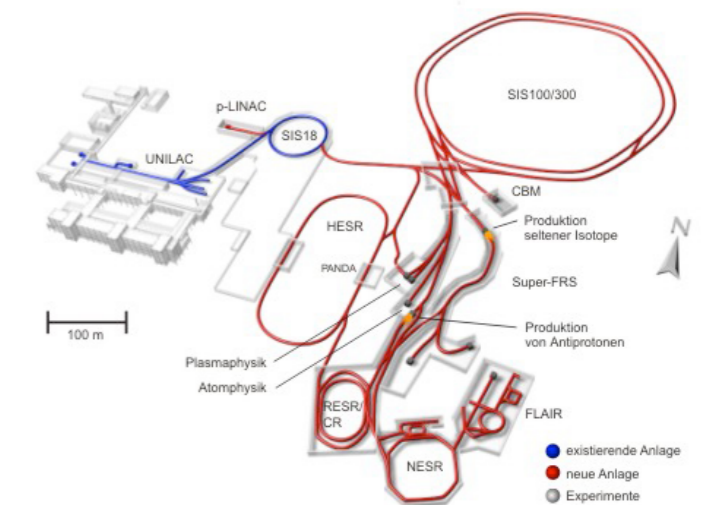 SIS100/300
p-LINAC
SIS18
UNILAC
CBM
HESR
Produktion
seltener Isotope
N
PANDA
Super-FRS
100 m
Produktion
von Antiprotonen
Plasmaphysik
Atomphysik
RESR/
CR
FLAIR
NESR
existierende Anlage
neue Anlage
Experimente